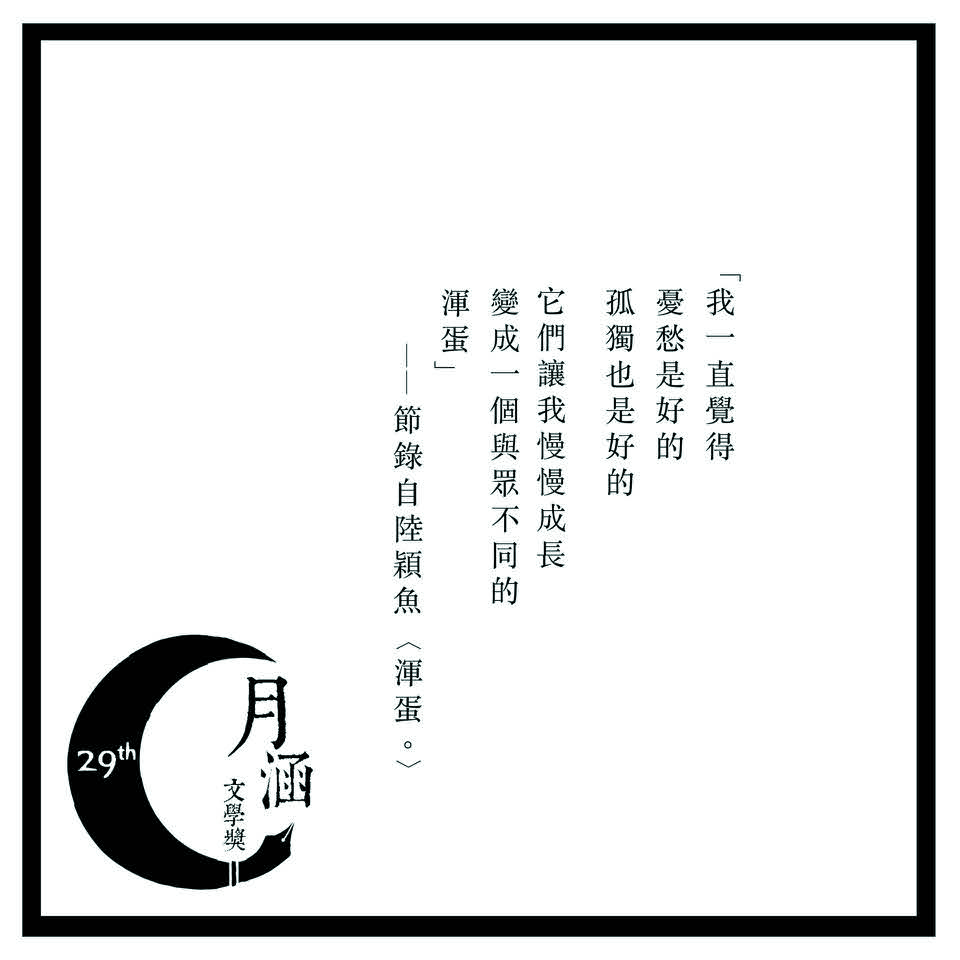 「我一直覺得
憂愁是好的
孤獨也是好的
它們讓我慢慢成長
變成一個與眾不同的
渾蛋」
——節錄自陸穎魚〈渾蛋。〉
29th
月涵
文學獎